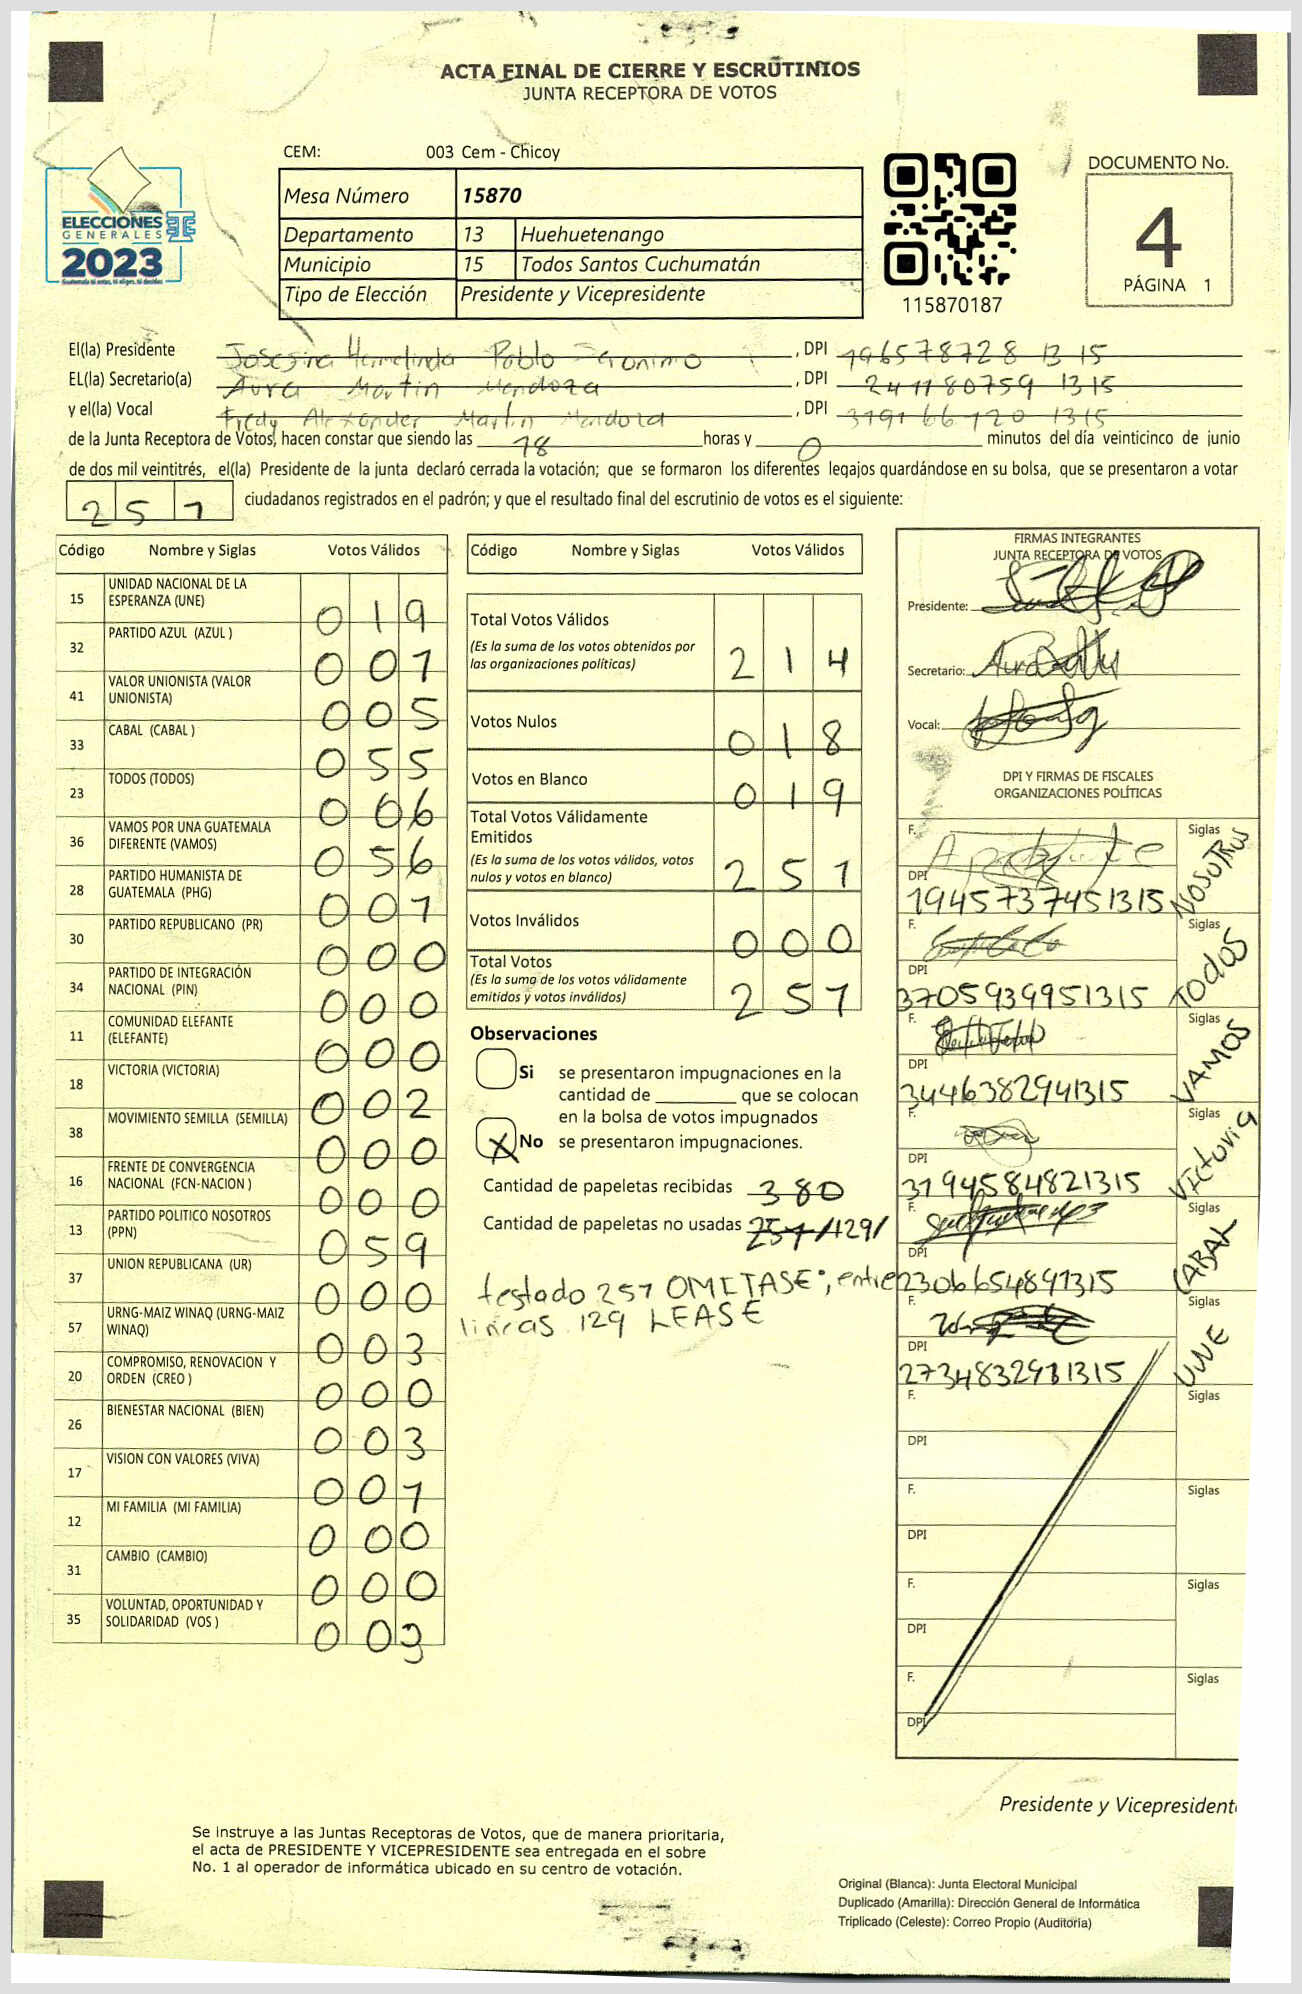 ACTA FINAL DE CIERRE Y ESCRUTINIOS
JUNTA RECEPTORA DE VOTOS
CEM: 003 Cem - Chicoy
DOCUMENTO No.
4
PÁGINA 1
ELECCIONES
GENERALES
2023
Mesa Número 15870
Departamento 13 Huehuetenango
Municipio 15 Todos Santos Cuchumatán
Tipo de Elección Presidente y Vicepresidente
115870187
El(la) Presidente Josefina Hermelinda Pablo Jeronimo, DPI 196578728 1315
EL(la) Secretario(a) Aura Martin Mendoza, DPI 241180759 1315
y el(la) Vocal Fredy Alexander Martin Mendoza, DPI 319166120 1315
de la Junta Receptora de Votos, hacen constar que siendo las 18 horas y 0 minutos del día veinticinco de junio
de dos mil veintitrés, el(la) Presidente de la junta declaró cerrada la votación; que se formaron los diferentes legajos quardándose en su bolsa, que se presentaron a votar
251 ciudadanos registrados en el padrón; y que el resultado final del escrutinio de votos es el siguiente:
Código Nombre y Siglas Votos Válidos
15 UNIDAD NACIONAL DE LA ESPERANZA (UNE) 019
32 PARTIDO AZUL (AZUL ) 001
41 VALOR UNIONISTA (VALOR UNIONISTA) 005
33 CABAL (CABAL ) 055
23 TODOS (TODOS) 006
36 VAMOS POR UNA GUATEMALA DIFERENTE (VAMOS) 056
28 PARTIDO HUMANISTA DE GUATEMALA (PHG) 001
30 PARTIDO REPUBLICANO (PR) 000
34 PARTIDO DE INTEGRACIÓN NACIONAL (PIN) 000
11 COMUNIDAD ELEFANTE (ELEFANTE) 000
18 VICTORIA (VICTORIA) 002
38 MOVIMIENTO SEMILLA (SEMILLA) 000
16 FRENTE DE CONVERGENCIA NACIONAL (FCN-NACION ) 000
13 PARTIDO POLITICO NOSOTROS (PPN) 059
37 UNION REPUBLICANA (UR) 000
57 URNG-MAIZ WINAQ (URNG-MAIZ WINAQ) 003
20 COMPROMISO, RENOVACION Y ORDEN (CREO ) 000
26 BIENESTAR NACIONAL (BIEN) 003
17 VISION CON VALORES (VIVA) 001
12 MI FAMILIA (MI FAMILIA) 000
31 CAMBIO (CAMBIO) 000
35 VOLUNTAD, OPORTUNIDAD Y SOLIDARIDAD (VOS ) 003
Código Nombre y Siglas Votos Válidos
Total Votos Válidos 214
(Es la suma de los votos obtenidos por
las organizaciones políticas)
Votos Nulos 018
Votos en Blanco 019
Total Votos Válidamente
Emitidos 251
(Es la suma de los votos válidos, votos
nulos y votos en blanco)
Votos Inválidos 000
Total Votos 251
(Es la suma de los votos válidamente
emitidos y votos inválidos)
Observaciones
Si se presentaron impugnaciones en la
cantidad de ________ que se colocan
en la bolsa de votos impugnados
X No se presentaron impugnaciones.
Cantidad de papeletas recibidas 380
Cantidad de papeletas no usadas 251 /129/
testado 251 OMITASE; entre
lineas 129 LEASE
FIRMAS INTEGRANTES
JUNTA RECEPTORA DE VOTOS
Presidente:
Secretario:
Vocal:
DPI Y FIRMAS DE FISCALES
ORGANIZACIONES POLÍTICAS
F. Siglas NOSOTROS
DPI 1945737451315
F. Siglas TODOS
DPI 3705939951315
F. Siglas VAMOS
DPI 3446382941315
F. Siglas Victoria
DPI 3194584821315
F. Siglas CABAL
DPI 2306654891315
F. Siglas UNE
DPI 2734832981315
F. Siglas
DPI
F. Siglas
DPI
F. Siglas
DPI
F. Siglas
DPI
Presidente y Vicepresident
Se instruye a las Juntas Receptoras de Votos, que de manera prioritaria,
el acta de PRESIDENTE Y VICEPRESIDENTE sea entregada en el sobre
No. 1 al operador de informática ubicado en su centro de votación.
Original (Blanca): Junta Electoral Municipal
Duplicado (Amarilla): Dirección General de Informática
Triplicado (Celeste): Correo Propio (Auditoría)